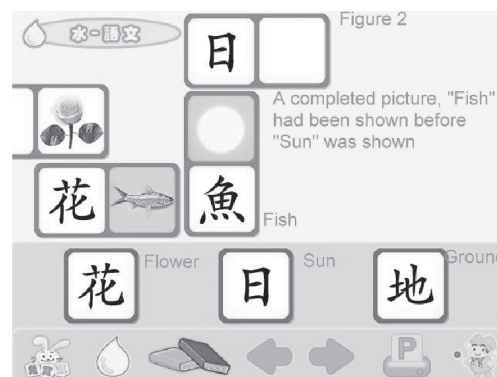 水-語文
Figure 2
日
A completed picture, "Fish"
had been shown before
"Sun" was shown
花
魚
Fish
花
Flower
日
Sun
地
Ground
P